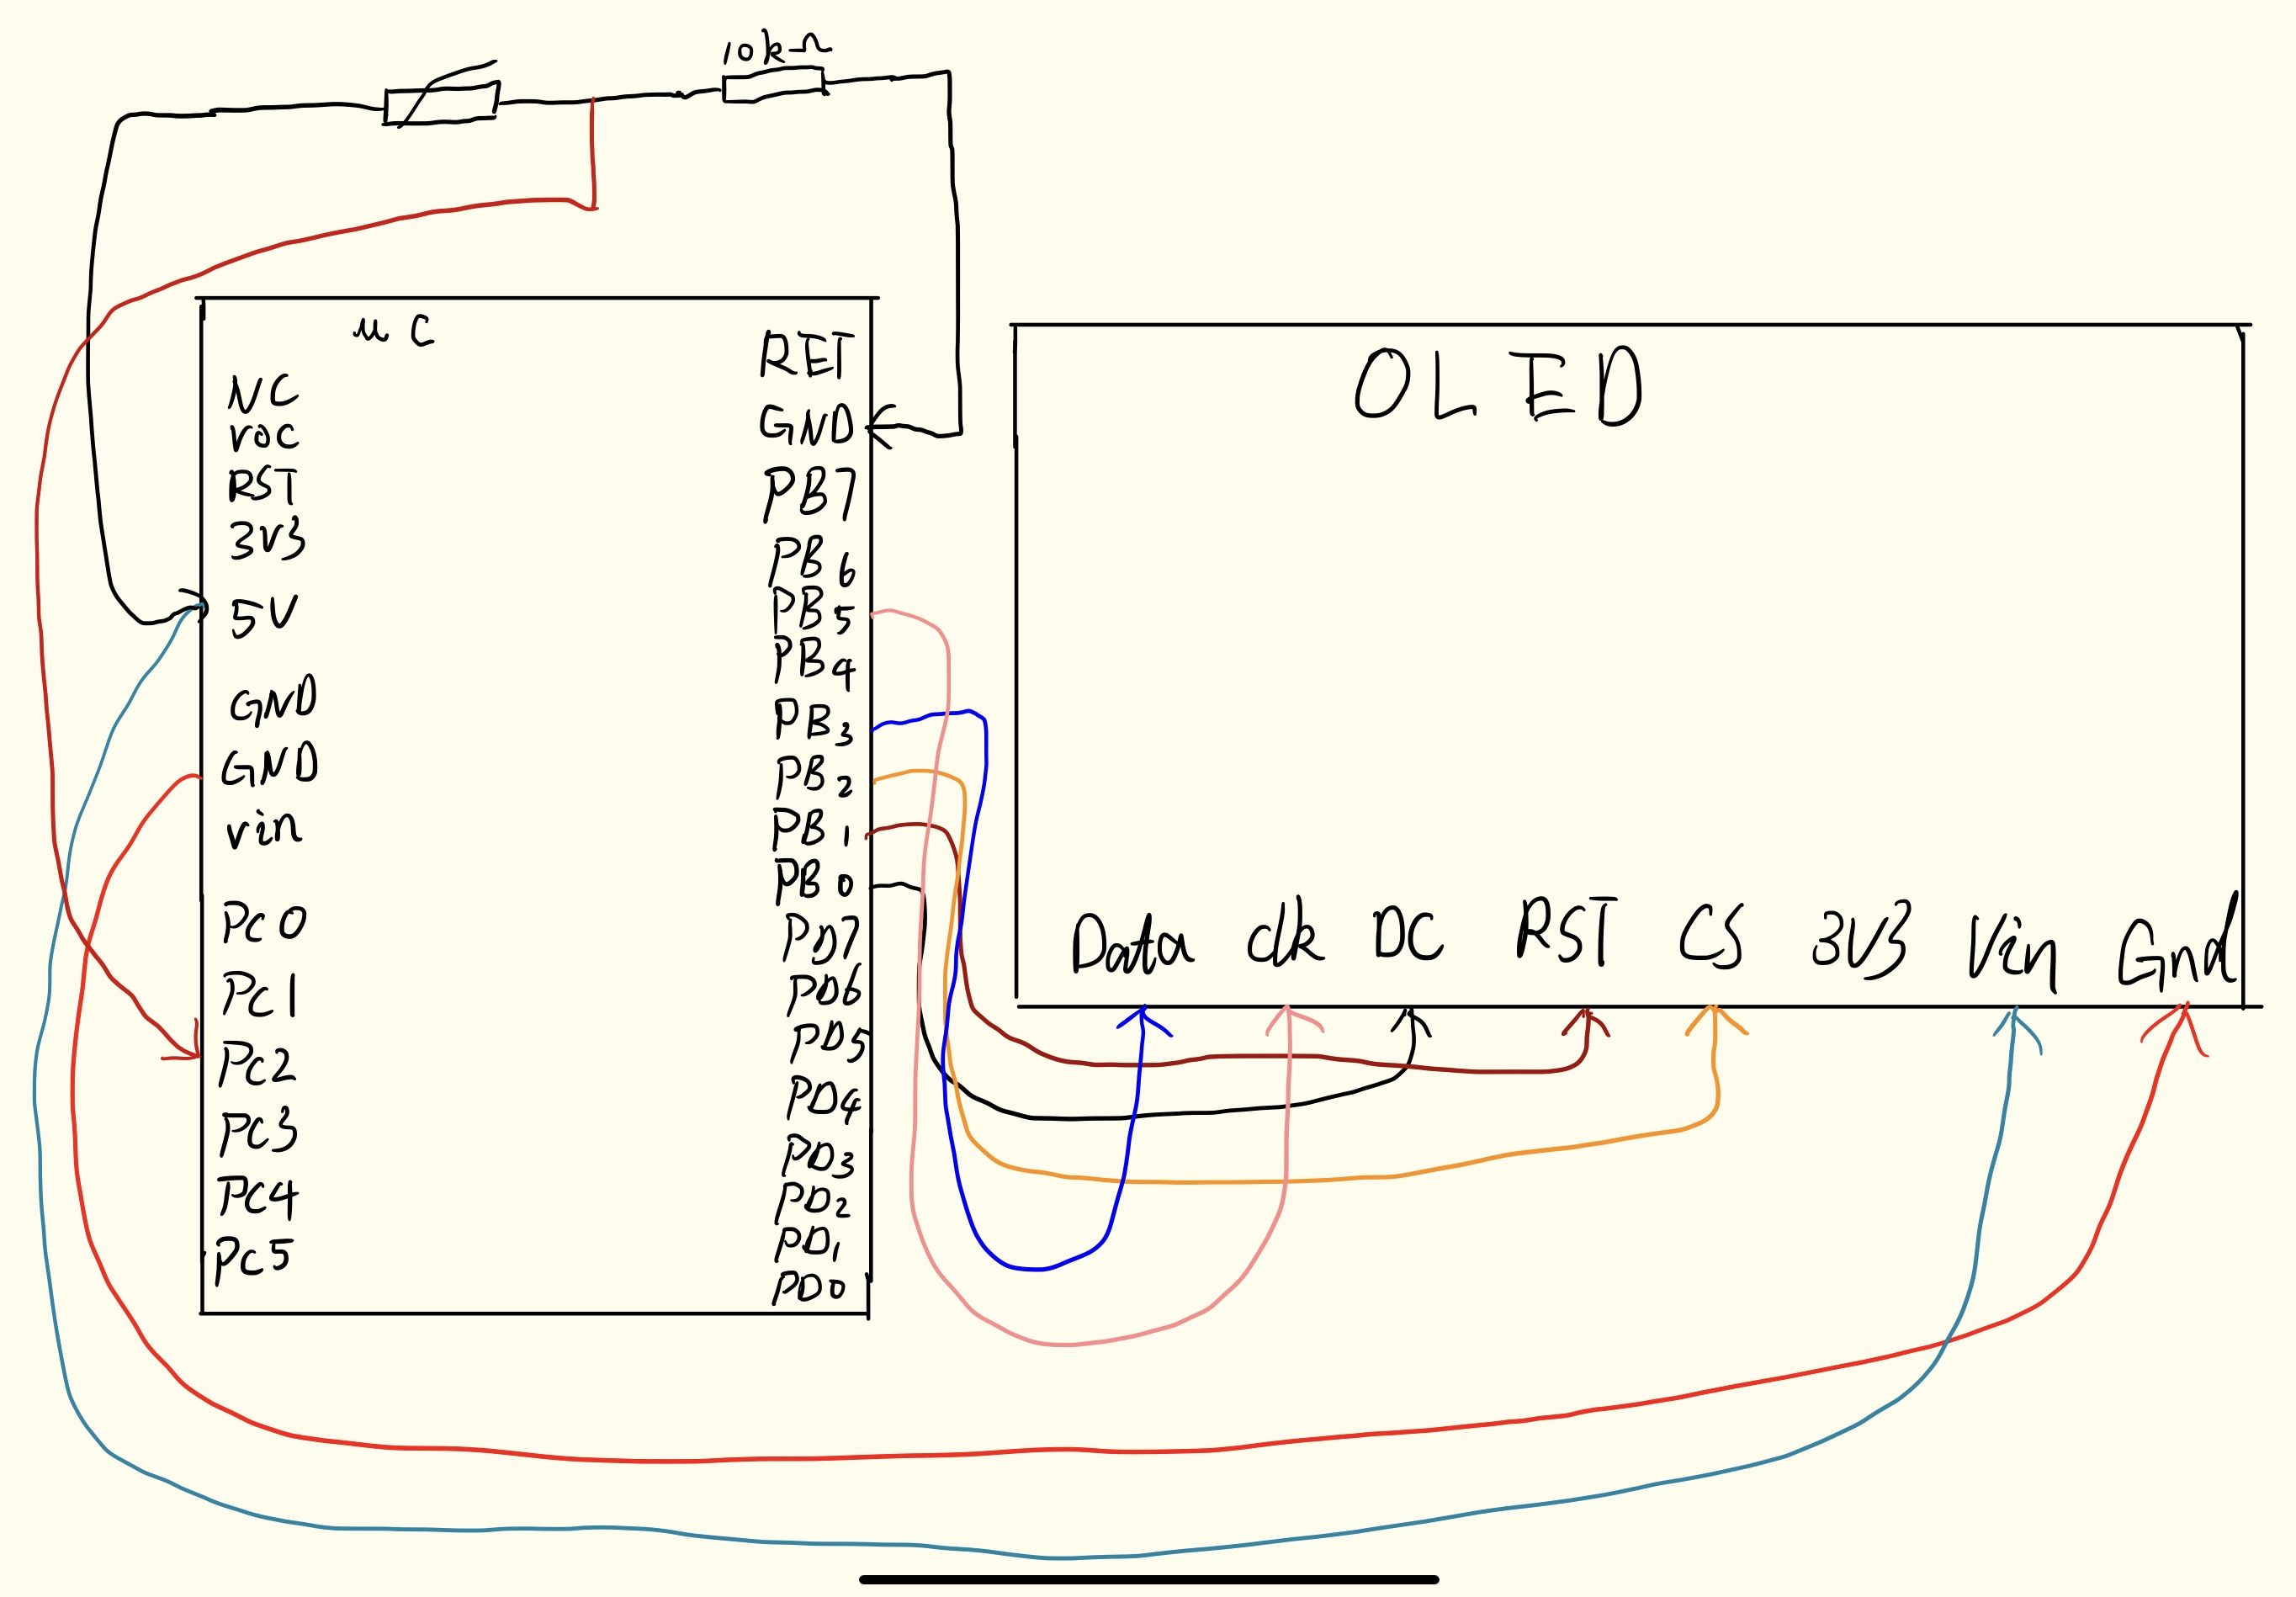 10kΩ
uC
NC
Vcc
RST
3V3
5V
GND
GND
vin
PC0
PC1
PC2
PC3
PC4
PC5
RET
GND
PB7
PB6
PB5
PB4
PB3
PB2
PB1
PB0
PD7
PD6
PD5
PD4
PD3
PD2
PD1
PD0
OLED
Data clk DC RST CS 3V3 Vin Gnd